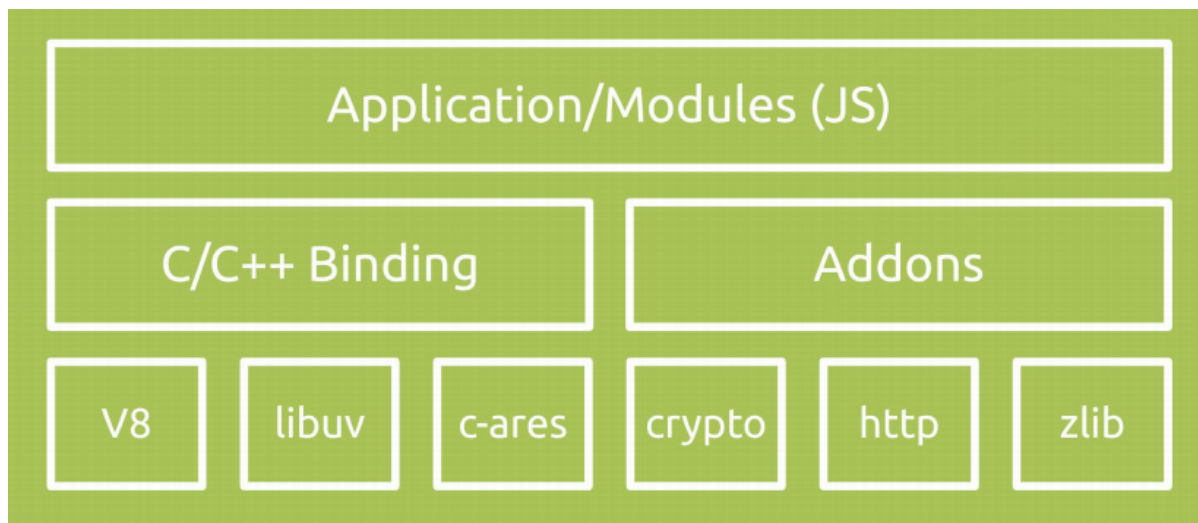 Application/Modules (JS)
C/C++ Binding
Addons
V8
libuv
c-ares
crypto
http
zlib